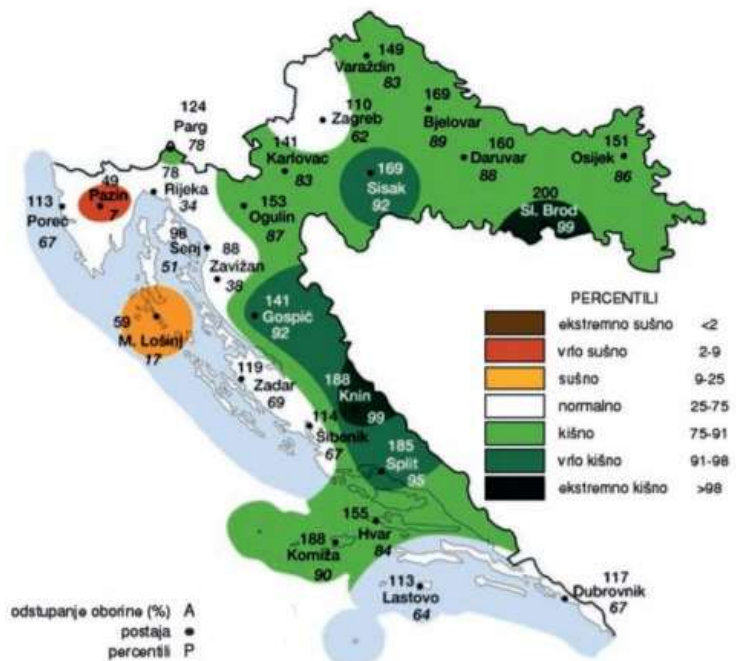 149
Varaždin
83
124
Parg
78
110
Zagreb
62
169
Bjelovar
89
141
Karlovac
83
160
Daruvar
88
151
Osijek
86
169
Sisak
92
200
Sl. Brod
99
113
Poreč
67
49
Pazin
7
78
Rijeka
34
153
Ogulin
87
98
Senj
51
88
Zavižan
38
59
M. Lošinj
17
141
Gospič
92
119
Zadar
69
188
Knin
99
114
Šibenik
67
185
Split
95
155
Hvar
84
188
Komiža
90
113
Lastovo
64
117
Dubrovnik
67
PERCENTILI
ekstremno sušno <2
vrlo sušno 2-9
sušno 9-25
normalno 25-75
kišno 75-91
vrlo kišno 91-98
ekstremno kišno >98
odstupanje oborine (%) A
postaja
percentili P